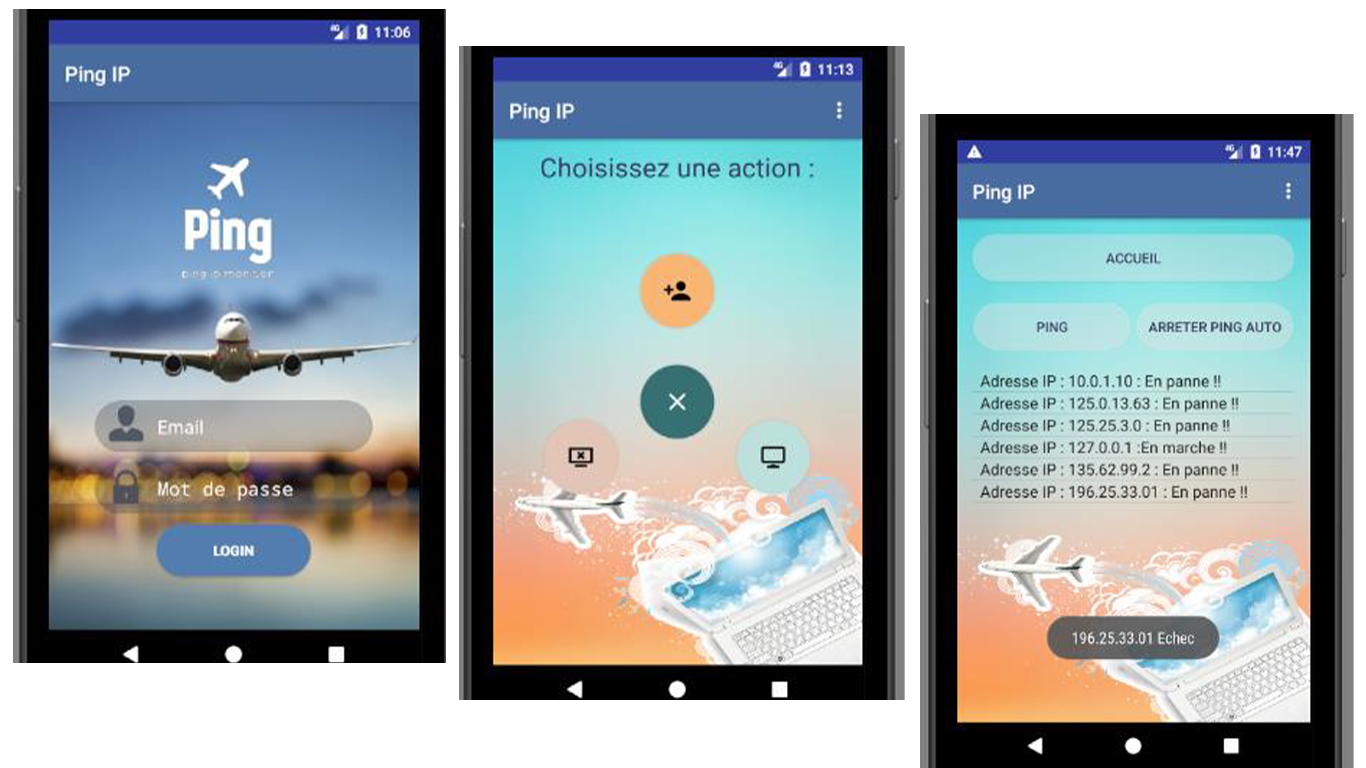 11:06
Ping IP
Ping
ping ip monitor
Email
Mot de passe
LOGIN
11:13
Ping IP
Choisissez une action :
11:47
Ping IP
ACCUEIL
PING
ARRETER PING AUTO
Adresse IP : 10.0.1.10 : En panne !!
Adresse IP : 125.0.13.63 : En panne !!
Adresse IP : 125.25.3.0 : En panne !!
Adresse IP : 127.0.0.1 :En marche !!
Adresse IP : 135.62.99.2 : En panne !!
Adresse IP : 196.25.33.01 : En panne !!
196.25.33.01 Echec